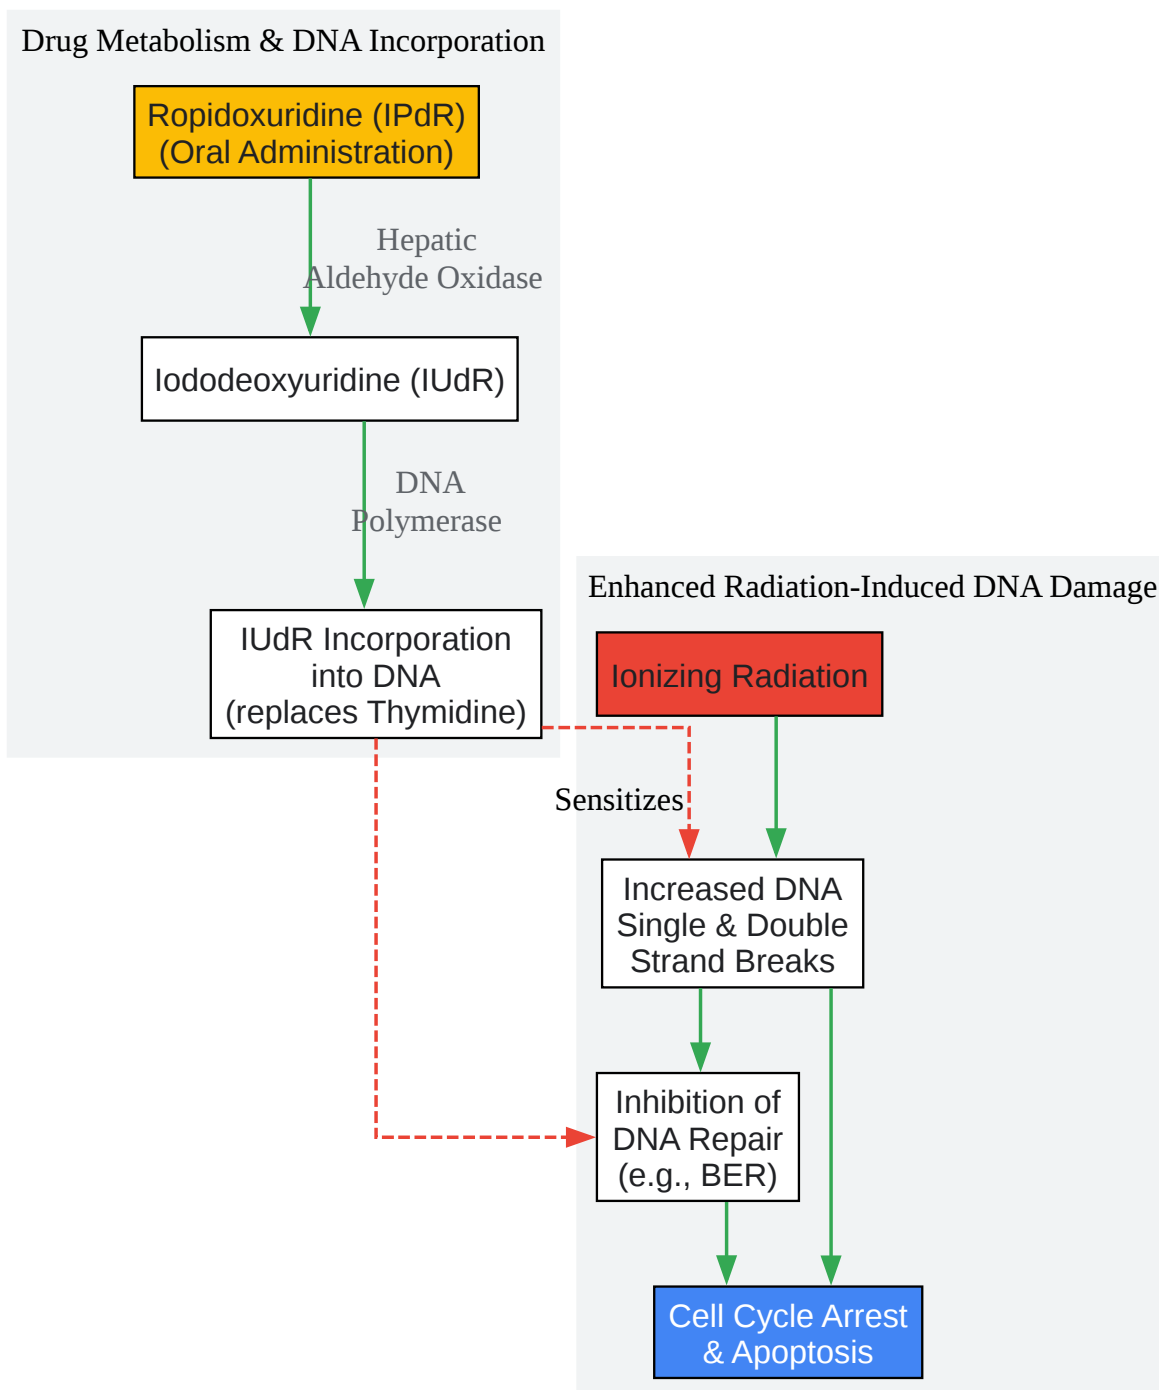 Drug Metabolism & DNA Incorporation
Ropidoxuridine (IPdR)
(Oral Administration)
Hepatic
Aldehyde Oxidase
Iododeoxyuridine (IUdR)
DNA
Polymerase
IUdR Incorporation
into DNA
(replaces Thymidine)
Enhanced Radiation-Induced DNA Damage
Ionizing Radiation
Sensitizes
Increased DNA
Single & Double
Strand Breaks
Inhibition of
DNA Repair
(e.g., BER)
Cell Cycle Arrest
& Apoptosis